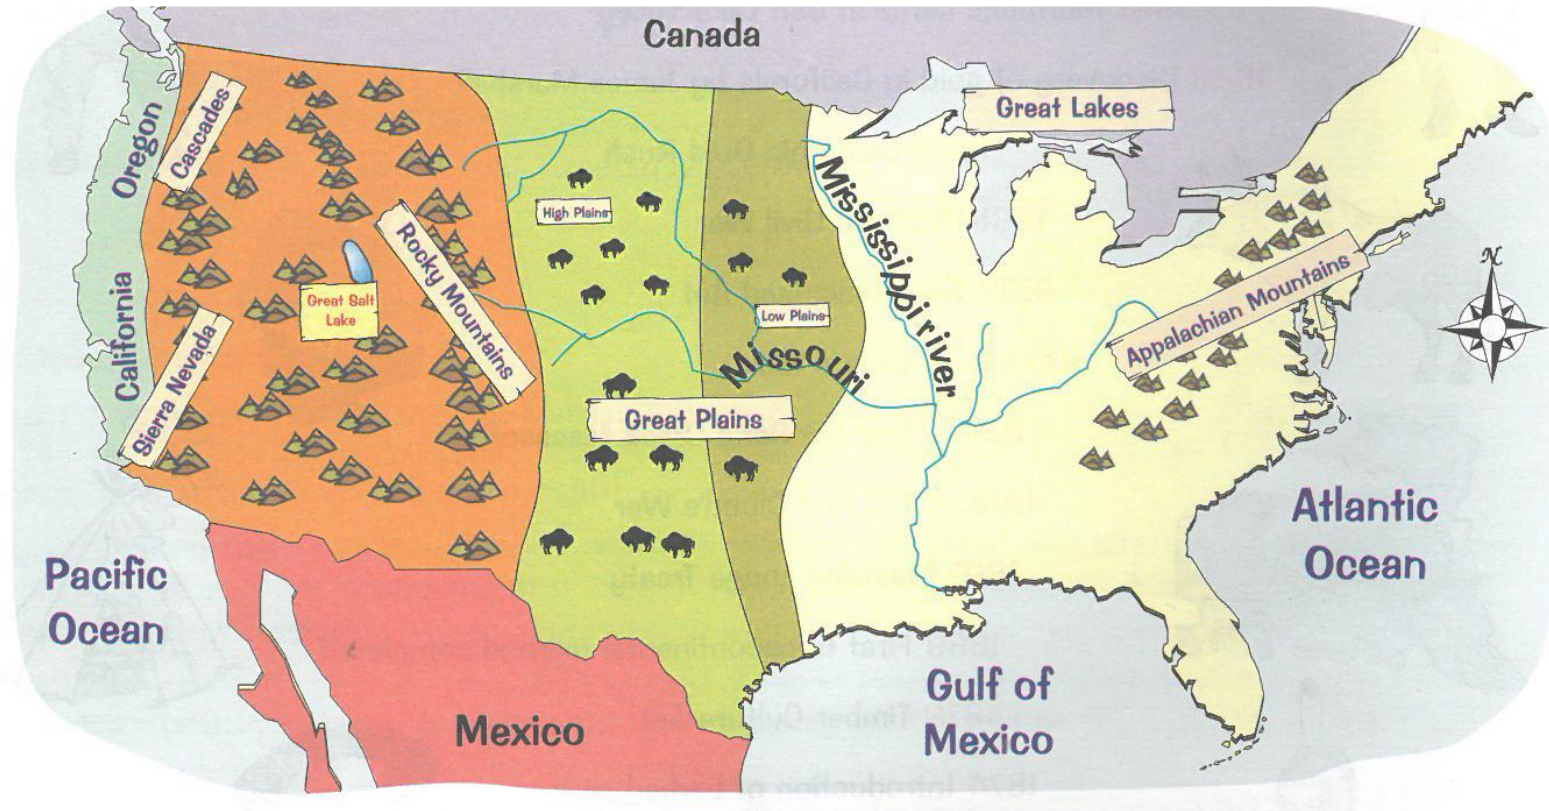 Canada
Great Lakes
Oregon
Cascades
Mississippi river
High Plains
Rocky Mountains
Appalachian Mountains
N
California
Great Salt
Lake
Low Plains
Sierra Nevada
Missouri
Great Plains
Atlantic
Ocean
Pacific
Ocean
Gulf of
Mexico
Mexico